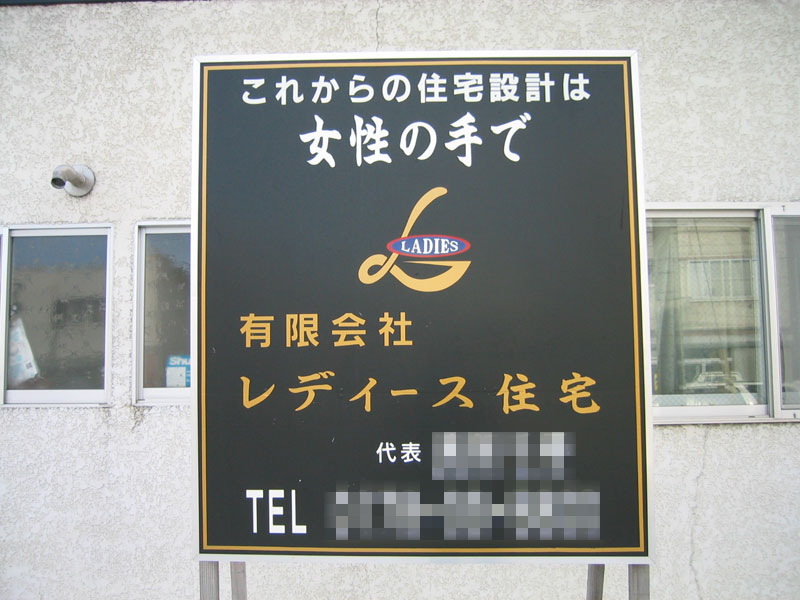 これからの住宅設計は
女性の手で
LADIES
有限会社
レディース住宅
代表
TEL